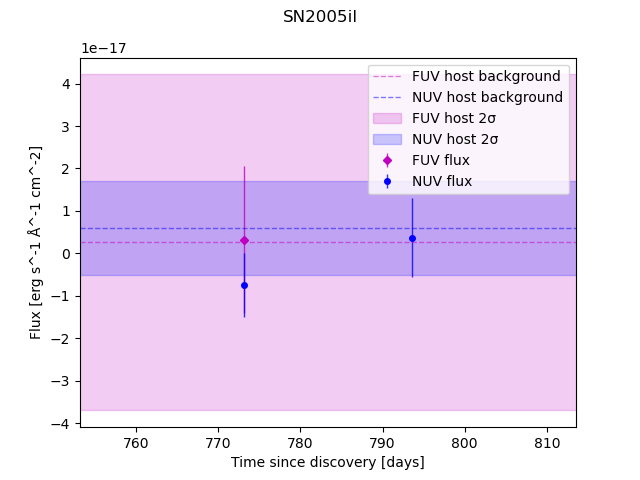 SN2005il
1e−17
FUV host background
NUV host background
FUV host 2σ
NUV host 2σ
FUV flux
NUV flux
4
3
2
1
0
−1
−2
−3
−4
Flux [erg s^-1 Å^-1 cm^-2]
760 770 780 790 800 810
Time since discovery [days]